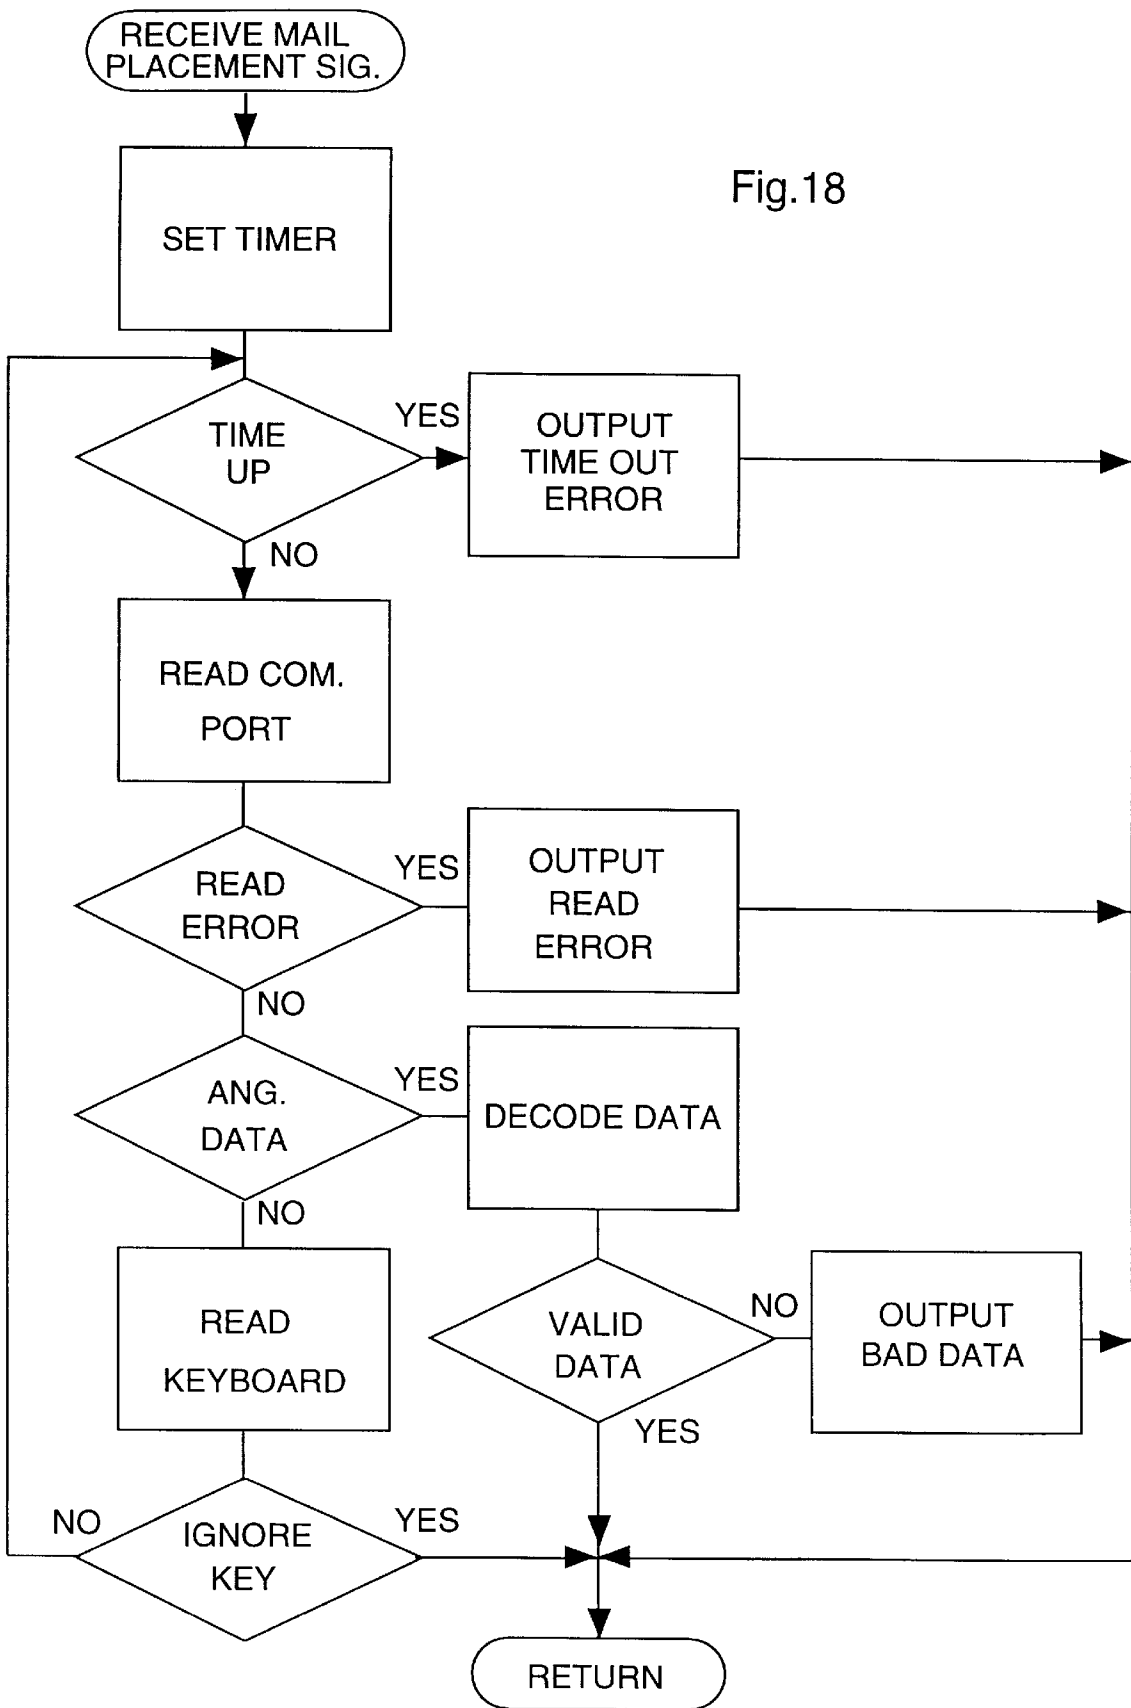 RECEIVE MAIL
PLACEMENT SIG.
Fig.18
SET TIMER
TIME
UP
YES
OUTPUT
TIME OUT
ERROR
NO
READ COM.
PORT
READ
ERROR
YES
OUTPUT
READ
ERROR
NO
ANG.
DATA
YES
DECODE DATA
NO
READ
KEYBOARD
VALID
DATA
NO
OUTPUT
BAD DATA
YES
NO
IGNORE
KEY
YES
RETURN